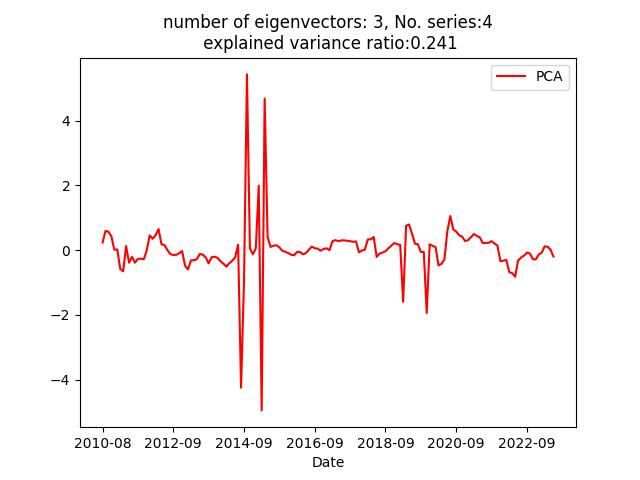 number of eigenvectors: 3, No. series:4
explained variance ratio:0.241
PCA
4
2
0
−2
−4
2010-08 2012-09 2014-09 2016-09 2018-09 2020-09 2022-09
Date